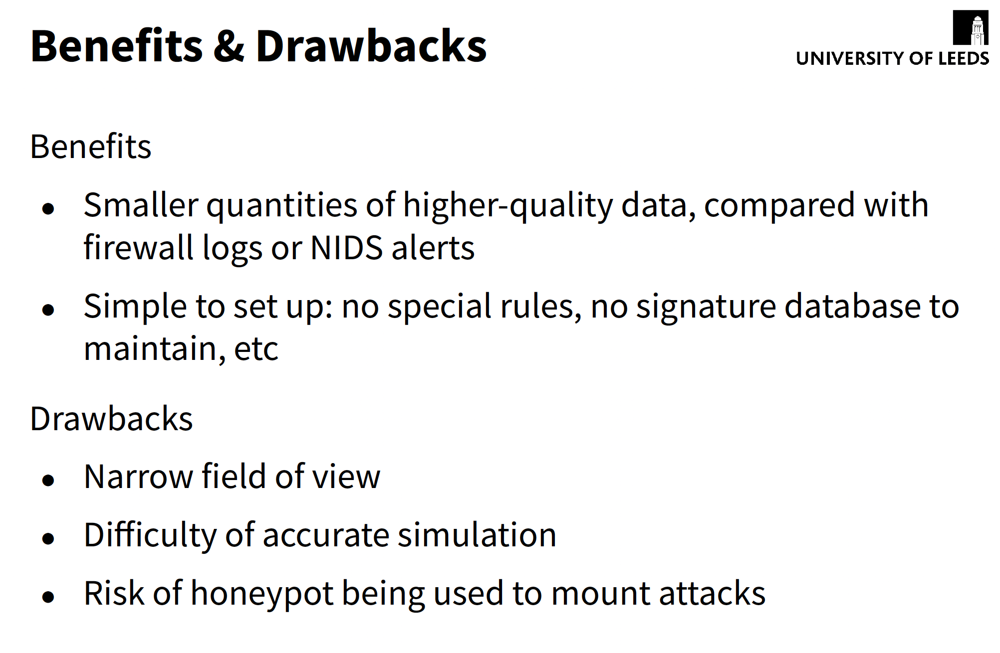 Benefits & Drawbacks
UNIVERSITY OF LEEDS
Benefits
● Smaller quantities of higher-quality data, compared with
firewall logs or NIDS alerts
● Simple to set up: no special rules, no signature database to
maintain, etc
Drawbacks
● Narrow field of view
● Difficulty of accurate simulation
● Risk of honeypot being used to mount attacks